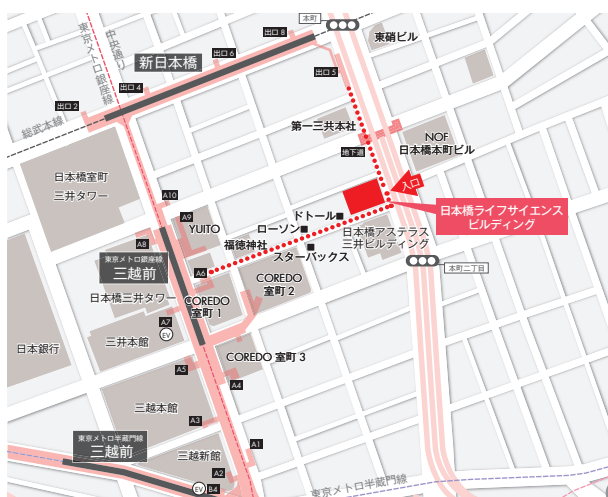 本町
東硝ビル
出口 8
出口 6
新日本橋
出口 5
中央通り
東京メトロ銀座線
出口 4
出口 2
総武本線
第一三共本社
NOF
日本橋本町ビル
地下道
日本橋室町
三井タワー
入口
A10
A9
YUITO
ドトール
ローソン
日本橋ライフサイエンス
ビルディング
福徳神社
スターバックス
日本橋アステラス
三井ビルディング
A8
東京メトロ銀座線
三越前
A6
本町二丁目
COREDO
室町 2
日本橋三井タワー
COREDO
室町 1
A7
EV
三井本館
日本銀行
COREDO 室町 3
A5
A4
三越本館
A3
A1
東京メトロ半蔵門線
三越前
三越新館
A2
EV
B4
東京メトロ半蔵門線